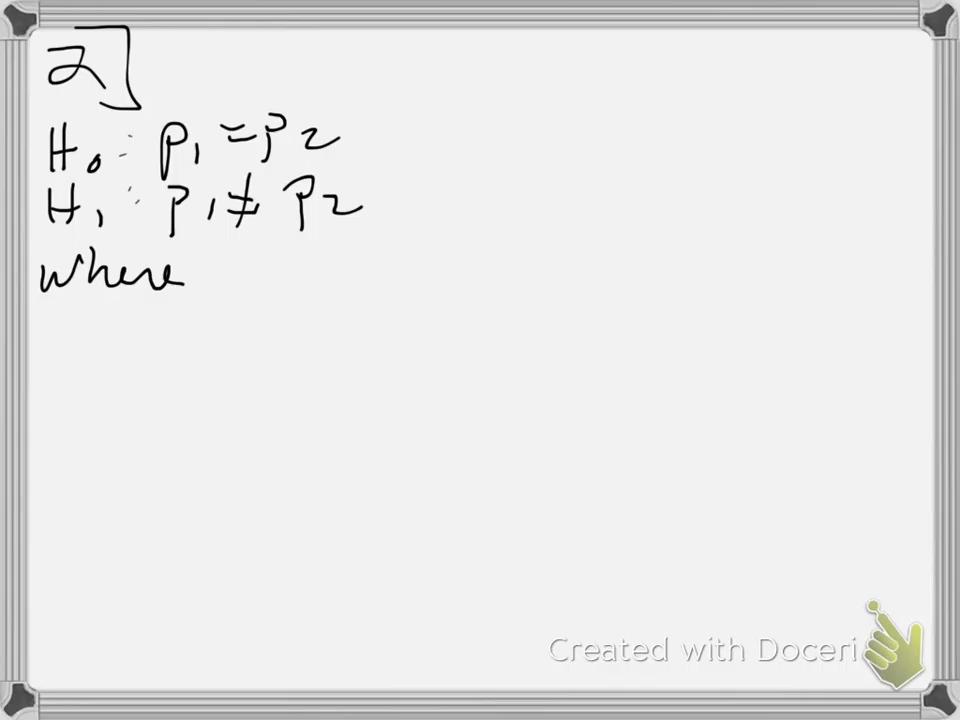 2]
H₀: p₁ = p₂
H₁: p₁ ≠ p₂
where
Created with Doceri